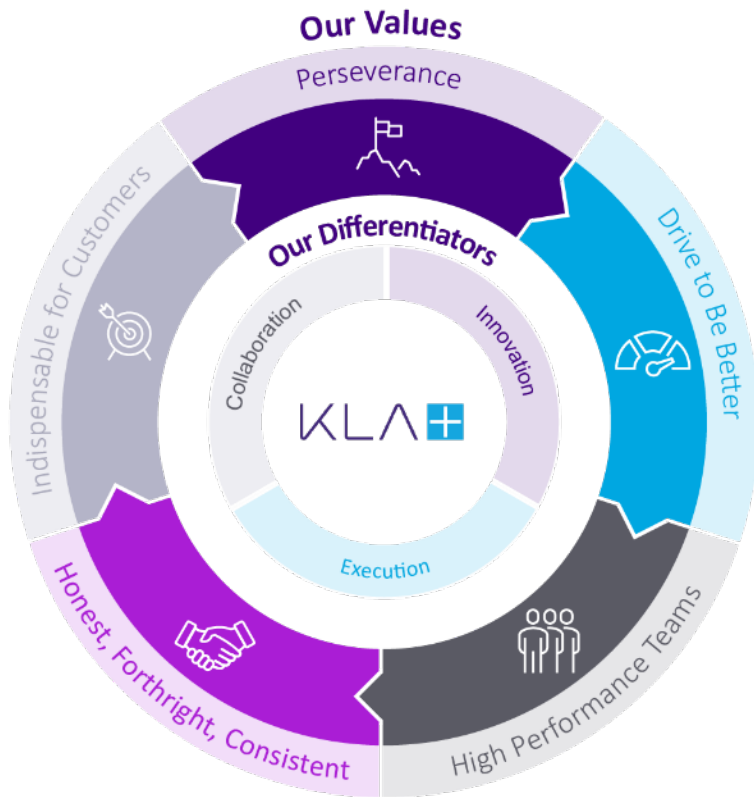 Our Values
Perseverance
Drive to Be Better
High Performance Teams
Honest, Forthright, Consistent
Indispensable for Customers
Our Differentiators
Innovation
Execution
Collaboration
KLA+